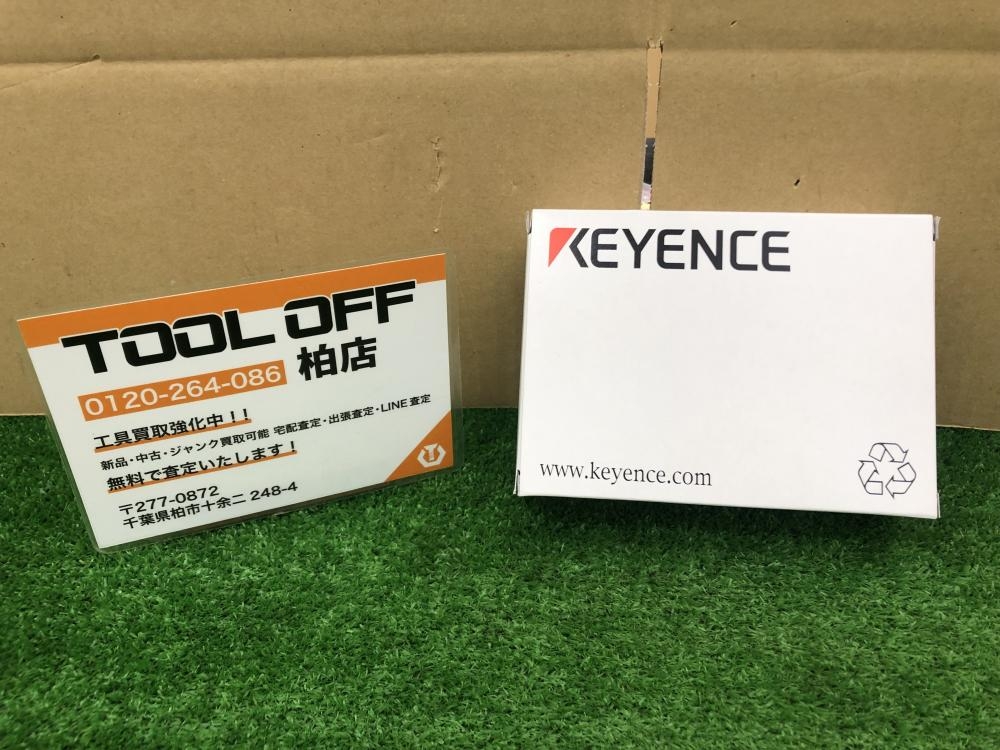 TOOL OFF
0120-264-086 柏店
工具買取強化中！！
新品・中古・ジャンク買取可能 宅配査定・出張査定・LINE査定
無料で査定いたします！
〒277-0872
千葉県柏市十余二 248-4
KEYENCE
www.keyence.com